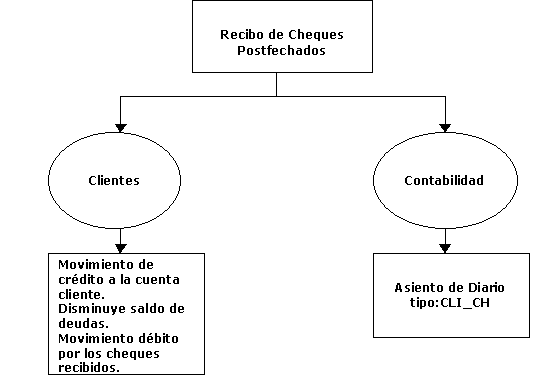 Recibo de Cheques
Postfechados
Clientes
Contabilidad
Movimiento de
crédito a la cuenta
cliente.
Disminuye saldo de
deudas.
Movimiento débito
por los cheques
recibidos.
Asiento de Diario
tipo:CLI_CH